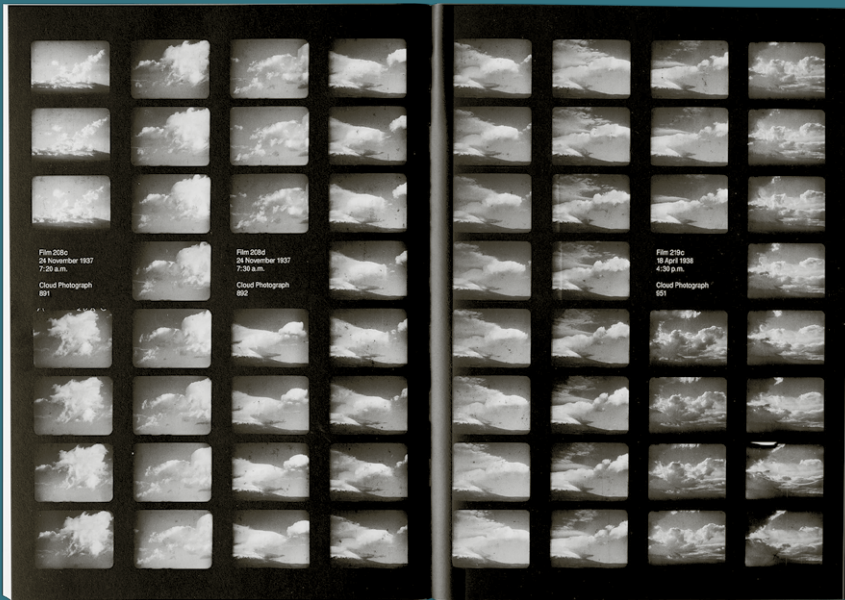 Film 208c
24 November 1937
7:20 a.m.
Cloud Photograph
891
Film 208d
24 November 1937
7:30 a.m.
Cloud Photograph
892
Film 219c
18 April 1938
4:30 p.m.
Cloud Photograph
951